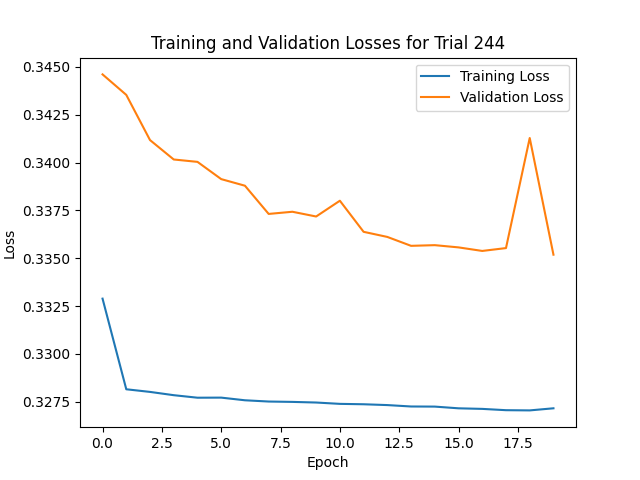 Training and Validation Losses for Trial 244
Training Loss
Validation Loss
0.3450
0.3425
0.3400
0.3375
0.3350
0.3325
0.3300
0.3275
Loss
0.0 2.5 5.0 7.5 10.0 12.5 15.0 17.5
Epoch